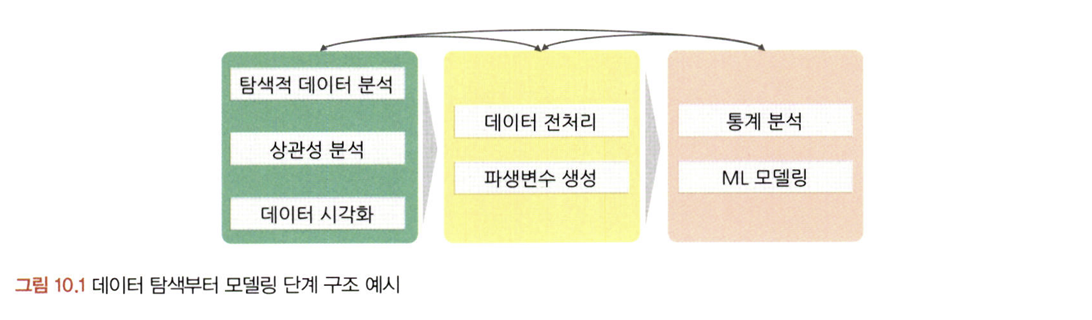 탐색적 데이터 분석
상관성 분석
데이터 시각화
데이터 전처리
파생변수 생성
통계 분석
ML 모델링
그림 10.1 데이터 탐색부터 모델링 단계 구조 예시